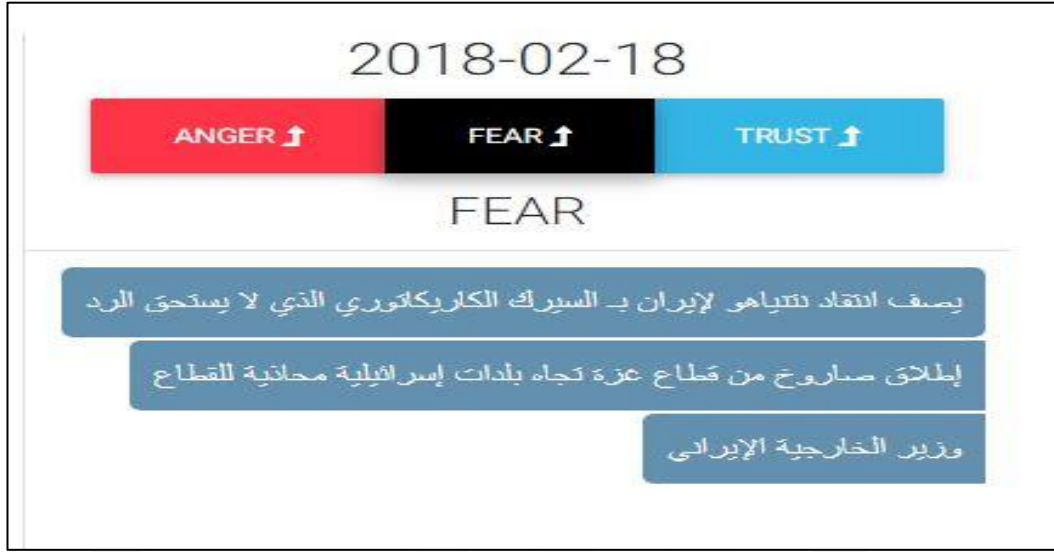 2018-02-18
ANGER FEAR TRUST
FEAR
يصف انتقاد نتنياهو لإيران بـ السيرك الكاريكاتوري الذي لا يستحق الرد
إطلاق صاروخ من قطاع غزة تجاه بلدات إسرائيلية محاذية للقطاع
وزير الخارجية الإيراني